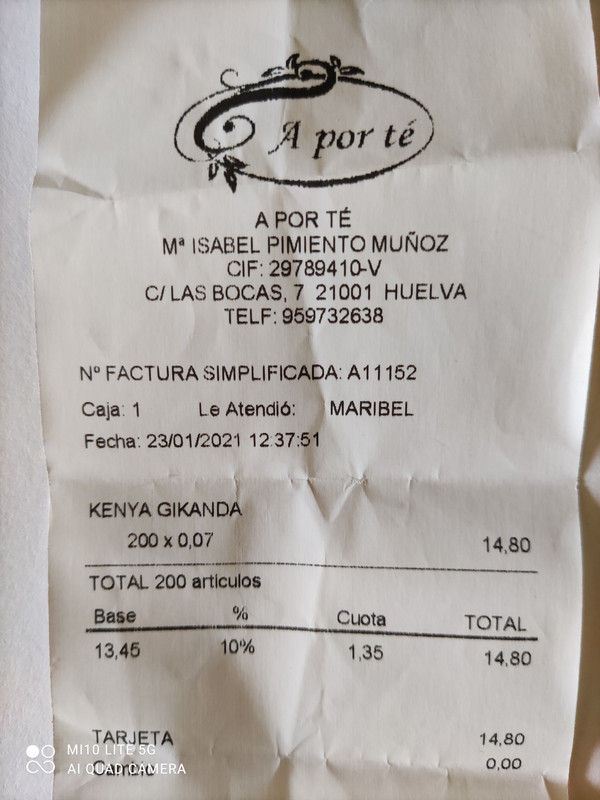 A por té
A POR TÉ
Mª ISABEL PIMIENTO MUÑOZ
CIF: 29789410-V
C/ LAS BOCAS, 7 21001 HUELVA
TELF: 959732638
Nº FACTURA SIMPLIFICADA: A11152
Caja: 1 Le Atendió: MARIBEL
Fecha: 23/01/2021 12:37:51
KENYA GIKANDA
200 x 0,07 14,80
TOTAL 200 articulos
Base % Cuota TOTAL
13,45 10% 1,35 14,80
TARJETA 14,80
Cambio 0,00
MI10 LITE 5G
AI QUAD CAMERA